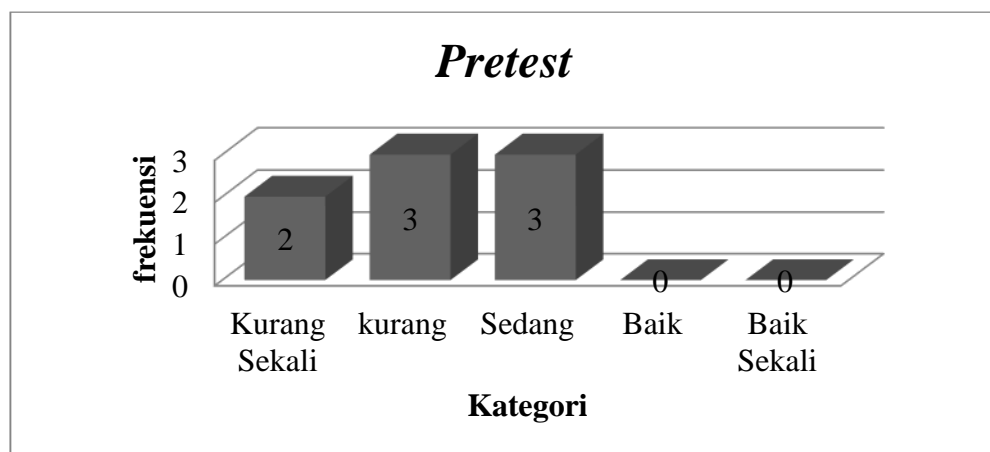 Pretest
frekuensi
3
2
1
0
2
3
3
0
0
Kurang Sekali
kurang
Sedang
Baik
Baik Sekali
Kategori